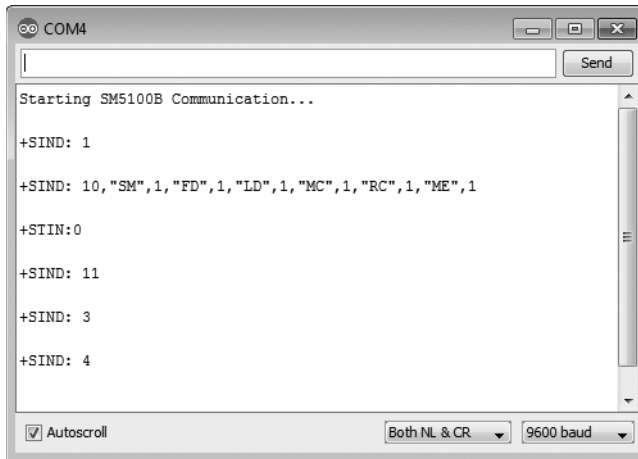 COM4
Send
Starting SM5100B Communication...
+SIND: 1
+SIND: 10,"SM",1,"FD",1,"LD",1,"MC",1,"RC",1,"ME",1
+STIN:0
+SIND: 11
+SIND: 3
+SIND: 4
Autoscroll
Both NL & CR
9600 baud